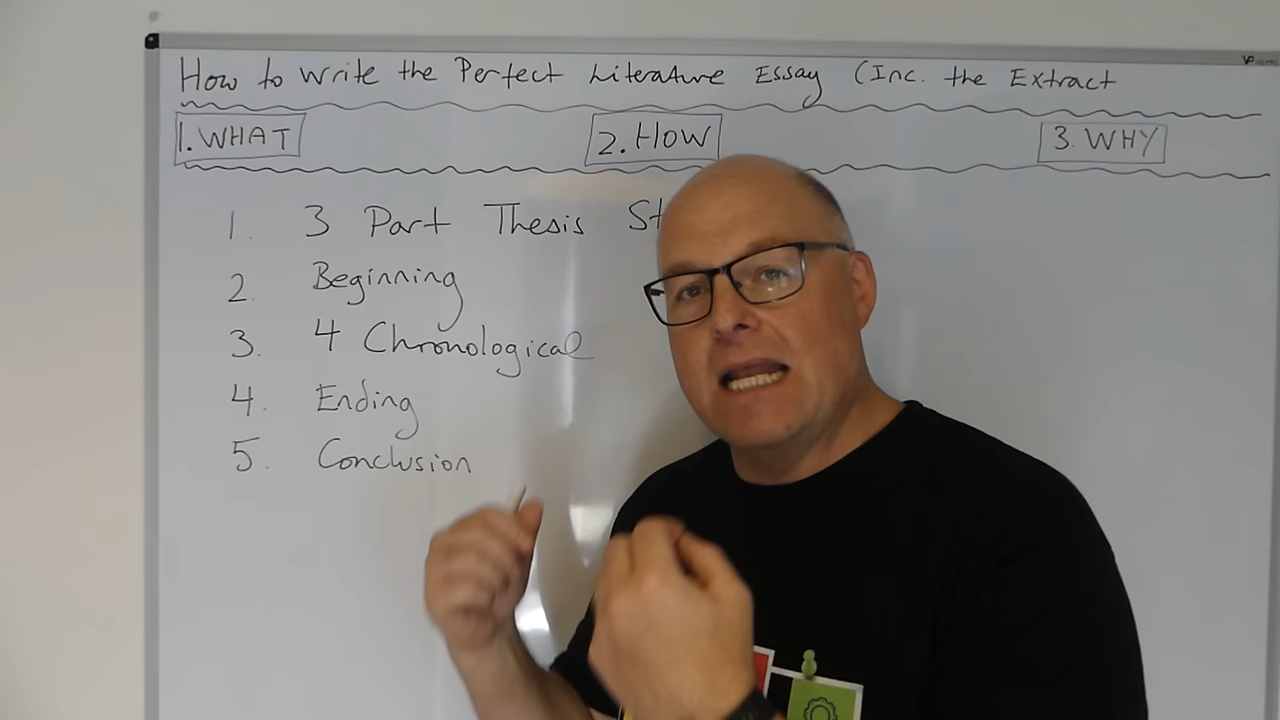 How to write the Perfect Literature Essay (Inc. the Extract
1. WHAT 2. HOW 3. WHY
1. 3 Part Thesis St
2. Beginning
3. 4 Chronological
4. Ending
5. Conclusion